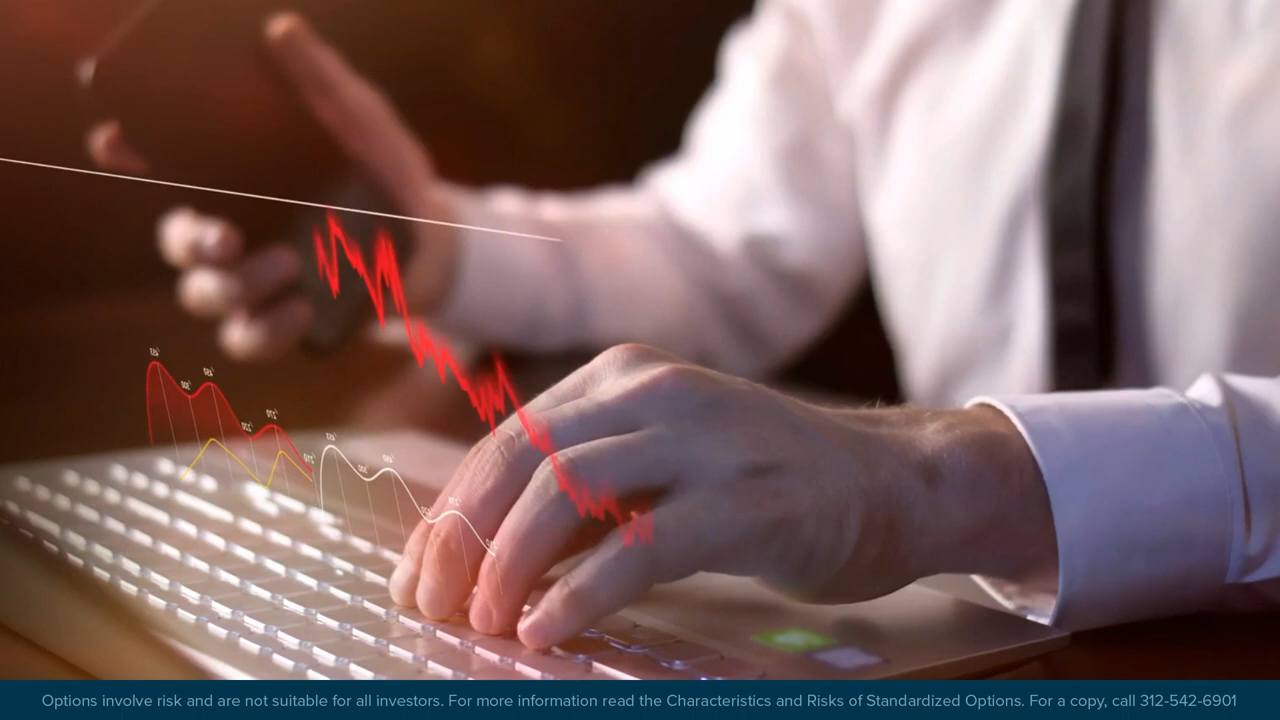 Options involve risk and are not suitable for all investors. For more information read the Characteristics and Risks of Standardized Options. For a copy, call 312-542-6901